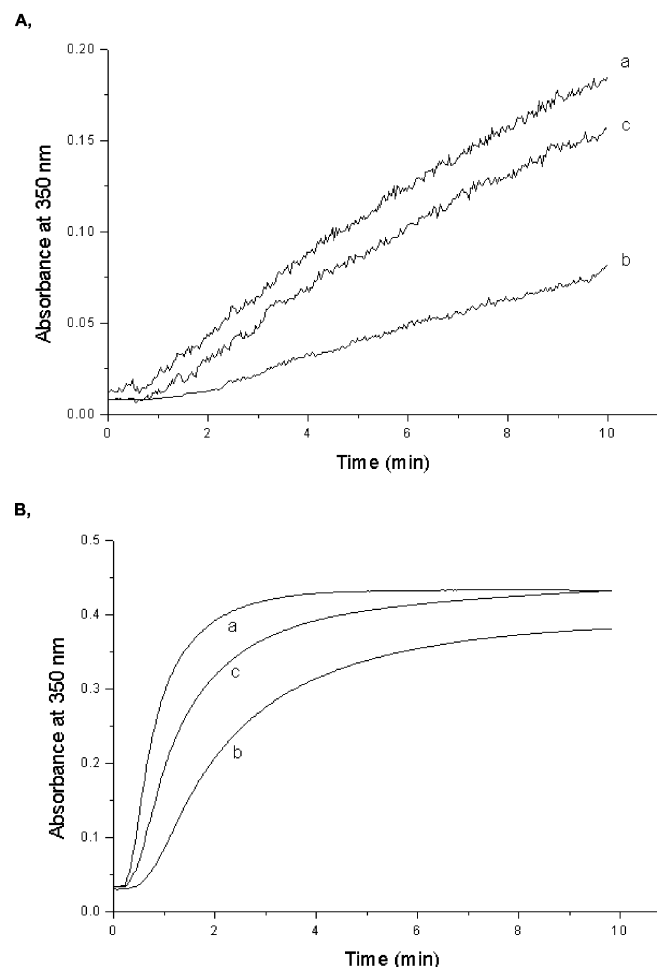 A,
0.20
0.15
0.10
0.05
0.00
Absorbance at 350 nm
a
c
b
0 2 4 6 8 10
Time (min)
B,
0.5
0.4
0.3
0.2
0.1
0.0
Absorbance at 350 nm
a
c
b
0 2 4 6 8 10
Time (min)